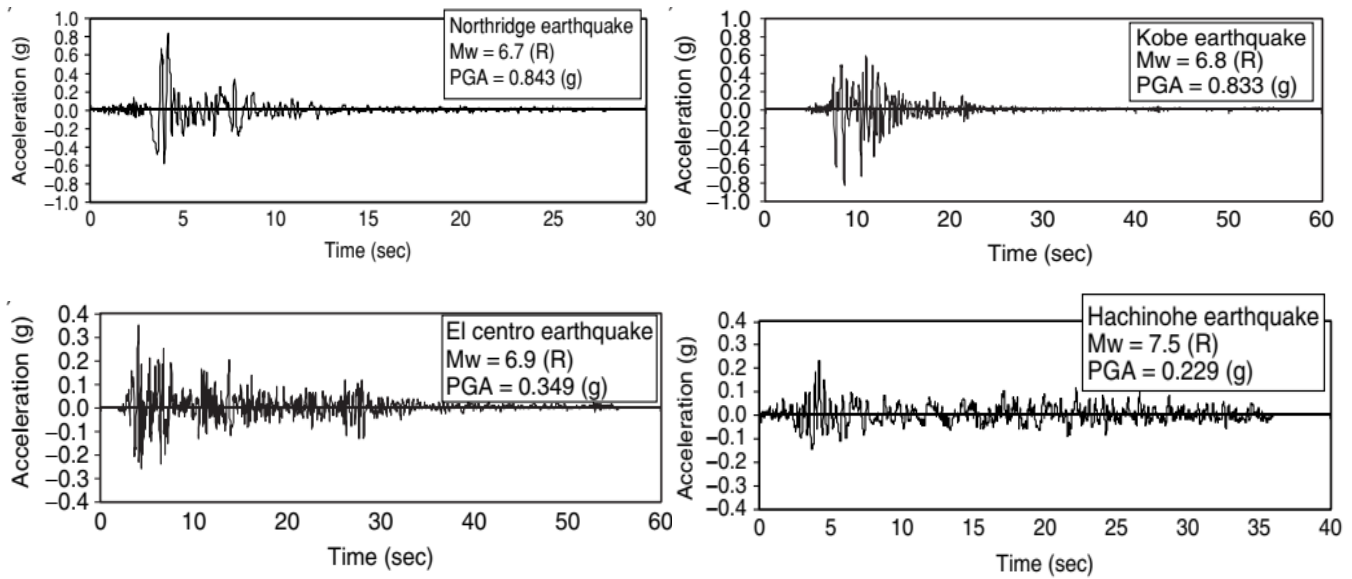 Northridge earthquake
Mw = 6.7 (R)
PGA = 0.843 (g)
Acceleration (g)
1.0
0.8
0.6
0.4
0.2
0.0
−0.2
−0.4
−0.6
−0.8
−1.0
0 5 10 15 20 25 30
Time (sec)
Kobe earthquake
Mw = 6.8 (R)
PGA = 0.833 (g)
Acceleration (g)
1.0
0.8
0.6
0.4
0.2
0.0
−0.2
−0.4
−0.6
−0.8
−1.0
0 10 20 30 40 50 60
Time (sec)
El centro earthquake
Mw = 6.9 (R)
PGA = 0.349 (g)
Acceleration (g)
0.4
0.3
0.2
0.1
0.0
−0.1
−0.2
−0.3
−0.4
0 10 20 30 40 50 60
Time (sec)
Hachinohe earthquake
Mw = 7.5 (R)
PGA = 0.229 (g)
Acceleration (g)
0.4
0.3
0.2
0.1
0.0
−0.1
−0.2
−0.3
−0.4
0 5 10 15 20 25 30 35 40
Time (sec)